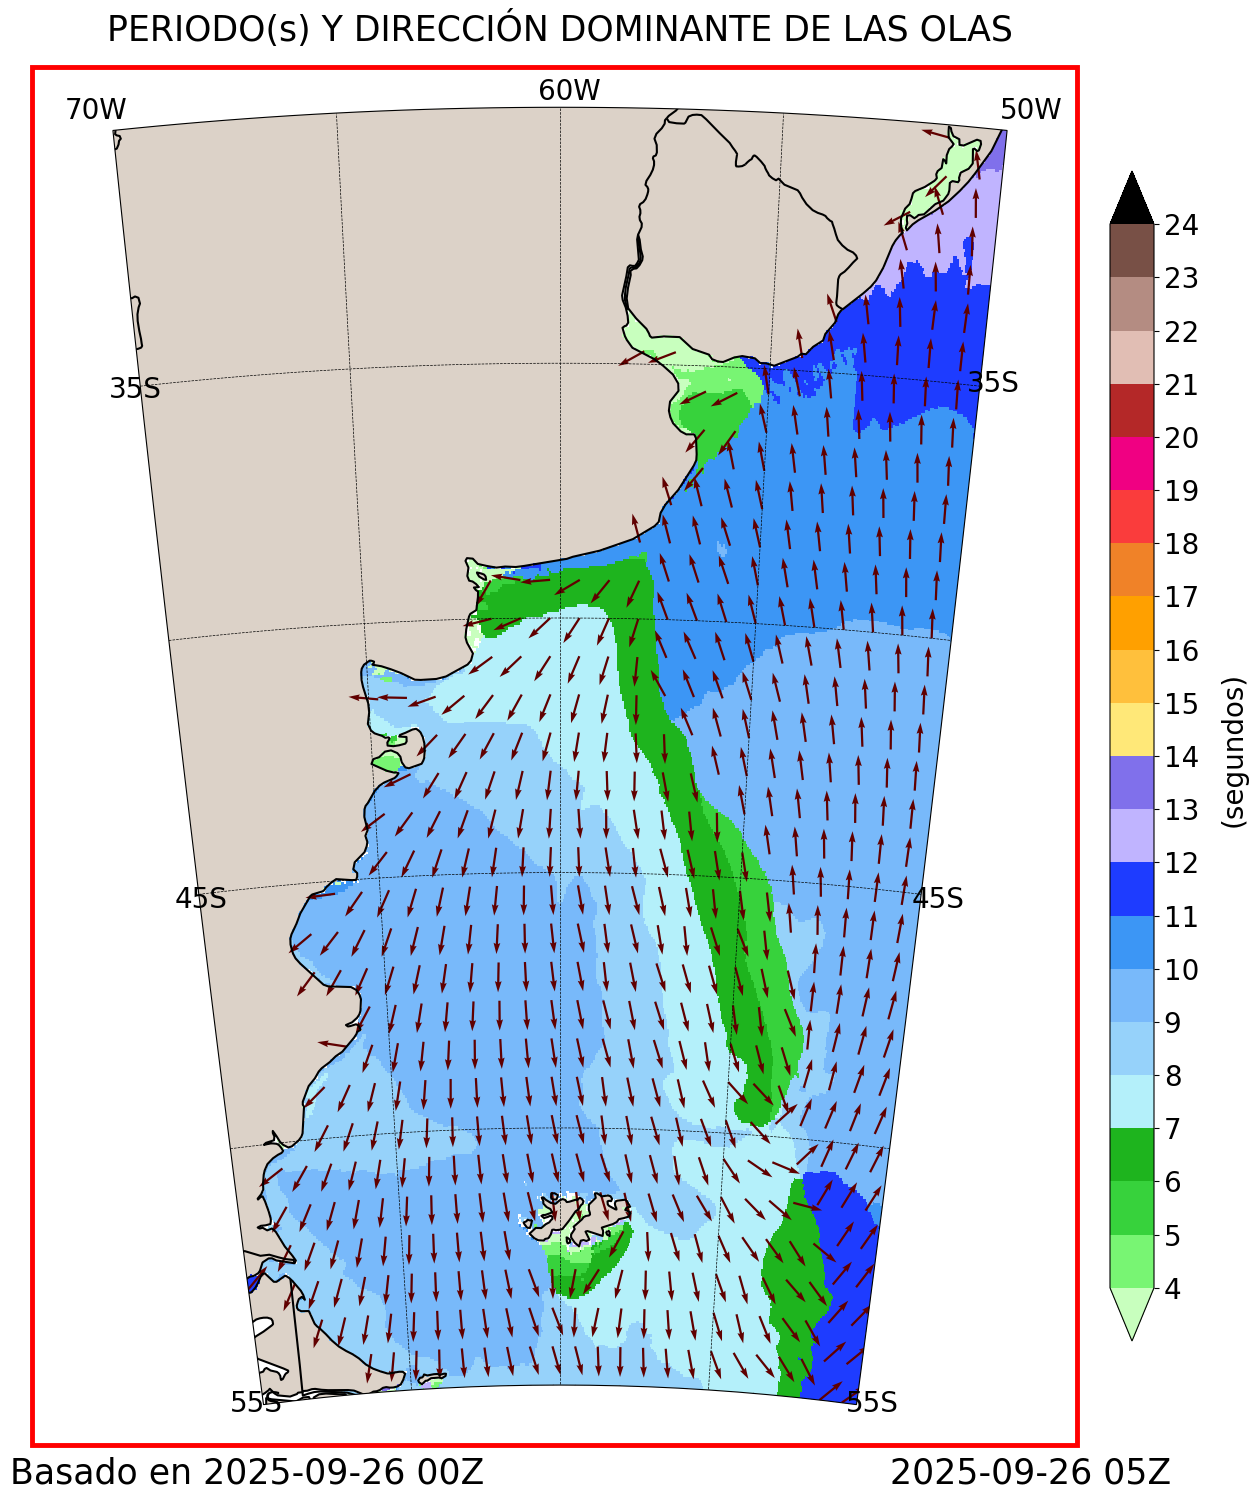 PERIODO(s) Y DIRECCIÓN DOMINANTE DE LAS OLAS
70W
60W
50W
35S
35S
45S
45S
55S
55S
24
23
22
21
20
19
18
17
16
15
14
13
12
11
10
9
8
7
6
5
4
(segundos)
Basado en 2025-09-26 00Z
2025-09-26 05Z